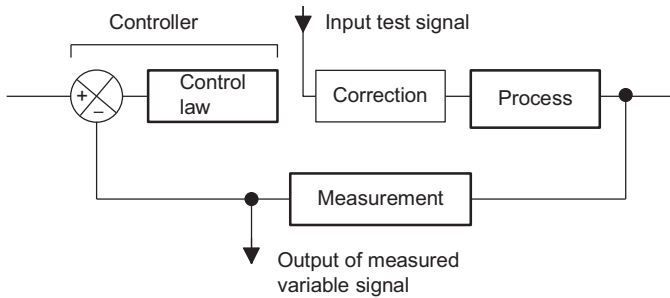 Controller
Input test signal
+
−
Control
law
Correction
Process
Measurement
Output of measured
variable signal